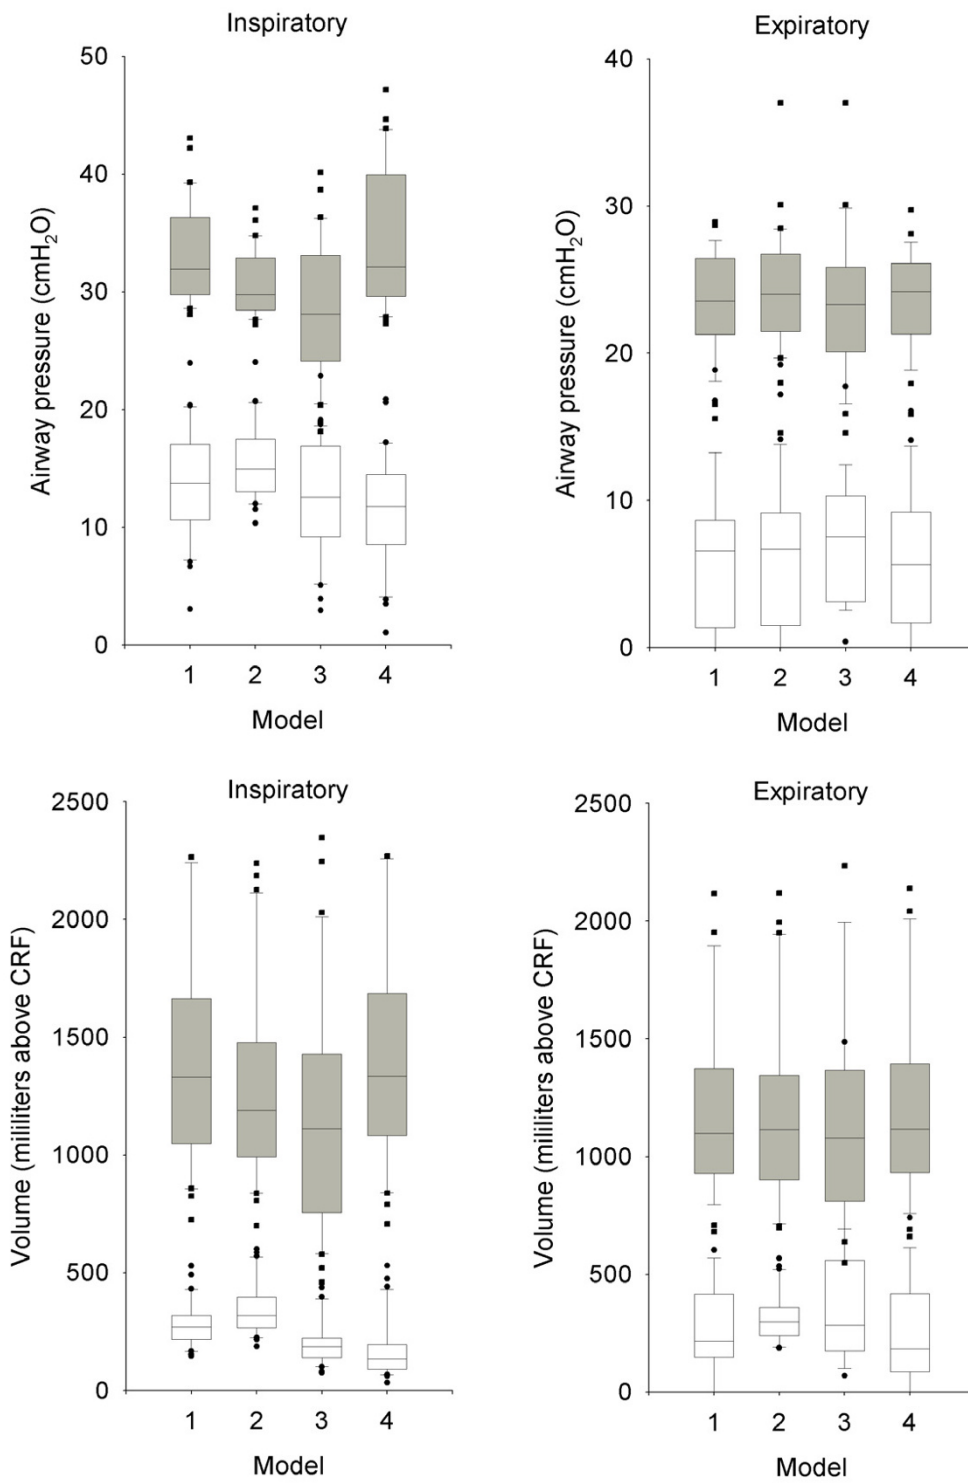 Inspiratory
50
40
30
20
10
0
Airway pressure (cmH₂O)
1 2 3 4
Model
Expiratory
40
30
20
10
0
Airway pressure (cmH₂O)
1 2 3 4
Model
Inspiratory
2500
2000
1500
1000
500
0
Volume (mililiters above CRF)
1 2 3 4
Model
Expiratory
2500
2000
1500
1000
500
0
Volume (mililiters above CRF)
1 2 3 4
Model